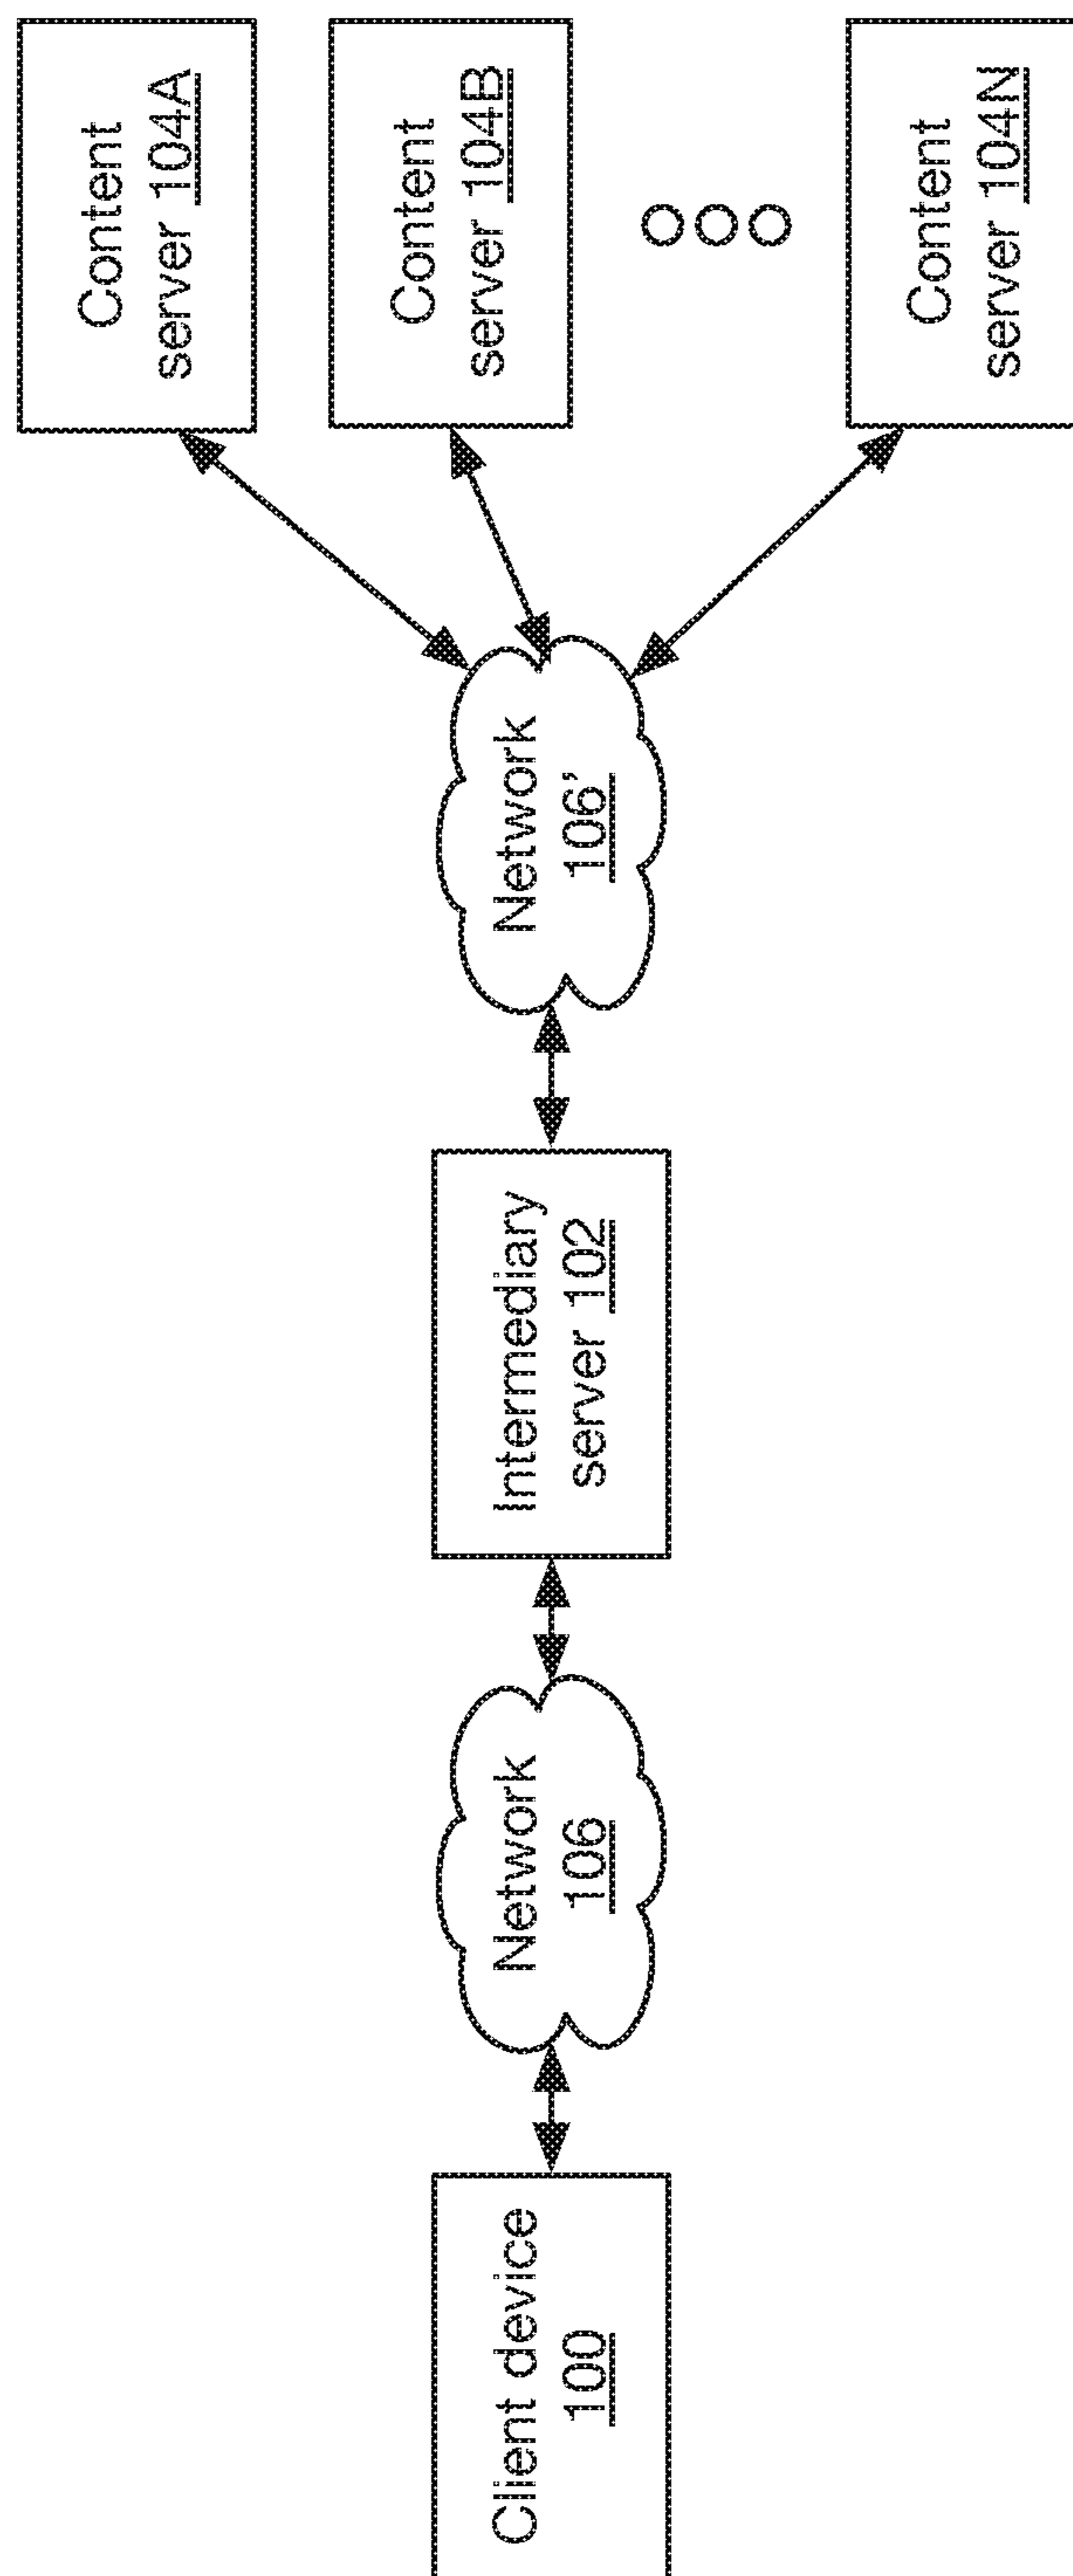 Client device
100
Network
106
Intermediary
server 102
Network
106’
Content
server 104A
Content
server 104B
Content
server 104N